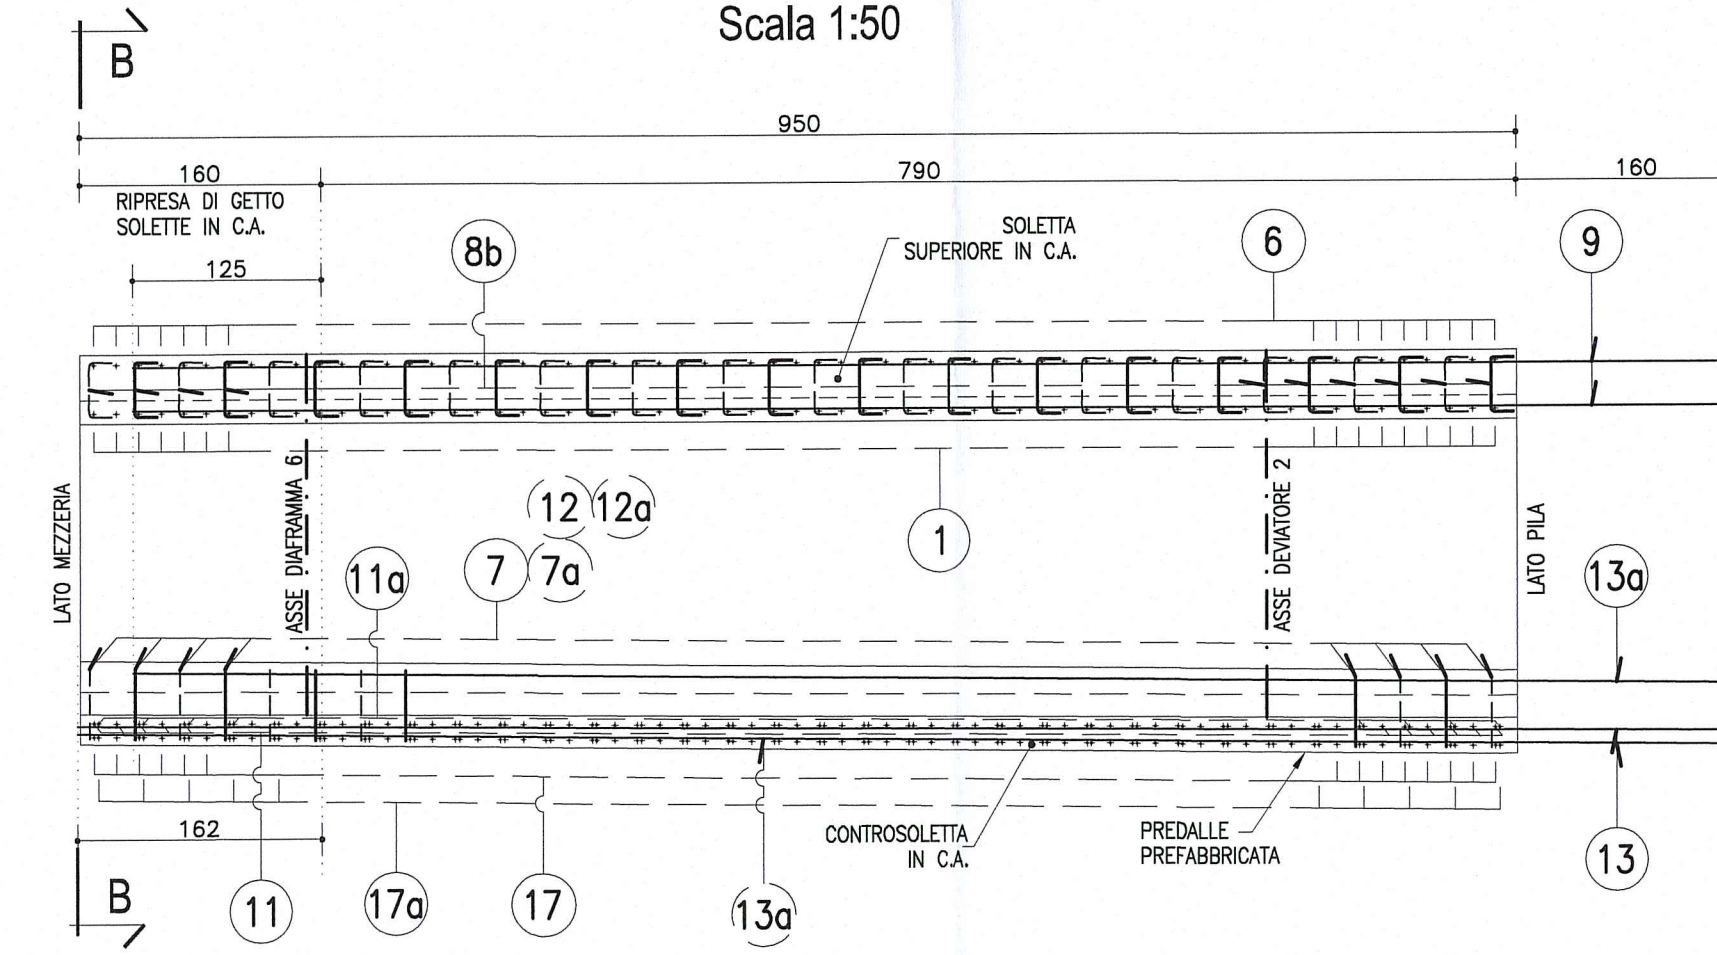 Scala 1:50
B
950
160
790
160
RIPRESA DI GETTO
SOLETTE IN C.A.
125
8b
SOLETTA
SUPERIORE IN C.A.
6
9
LATO MEZZERIA
ASSE DIAFRAMMA 6
12
12a
1
ASSE DEVIATORE 2
LATO PILA
11a
7
7a
13a
162
CONTROSOLETTA
IN C.A.
PREDALLE
PREFABBRICATA
B
11
17a
17
13a
13